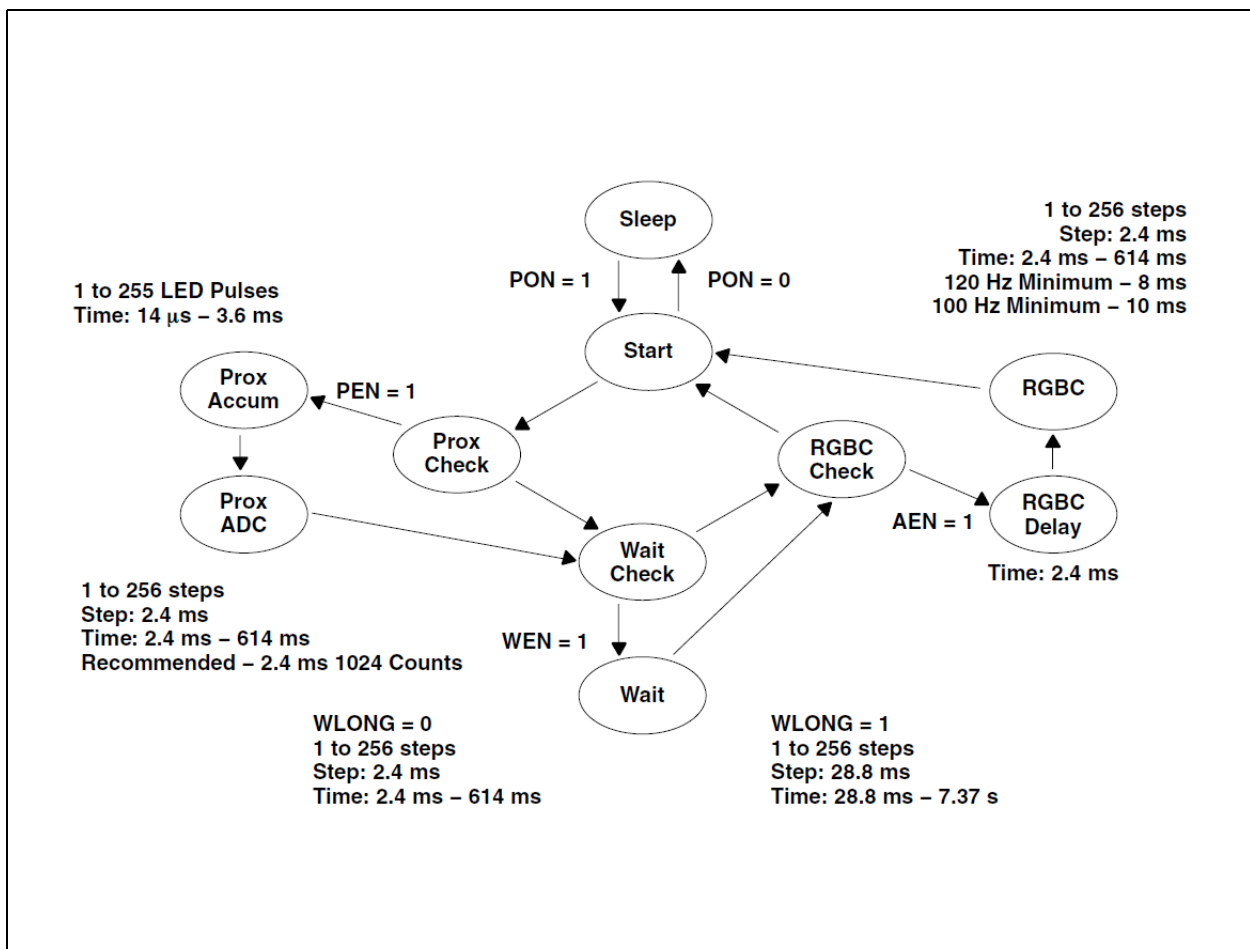 Sleep
PON = 1
PON = 0
1 to 256 steps
Step: 2.4 ms
Time: 2.4 ms – 614 ms
120 Hz Minimum – 8 ms
100 Hz Minimum – 10 ms
1 to 255 LED Pulses
Time: 14 μs – 3.6 ms
Start
Prox
Accum
PEN = 1
RGBC
Prox
Check
RGBC
Check
Prox
ADC
AEN = 1
RGBC
Delay
Time: 2.4 ms
Wait
Check
1 to 256 steps
Step: 2.4 ms
Time: 2.4 ms – 614 ms
Recommended – 2.4 ms 1024 Counts
WEN = 1
Wait
WLONG = 0
1 to 256 steps
Step: 2.4 ms
Time: 2.4 ms – 614 ms
WLONG = 1
1 to 256 steps
Step: 28.8 ms
Time: 28.8 ms – 7.37 s